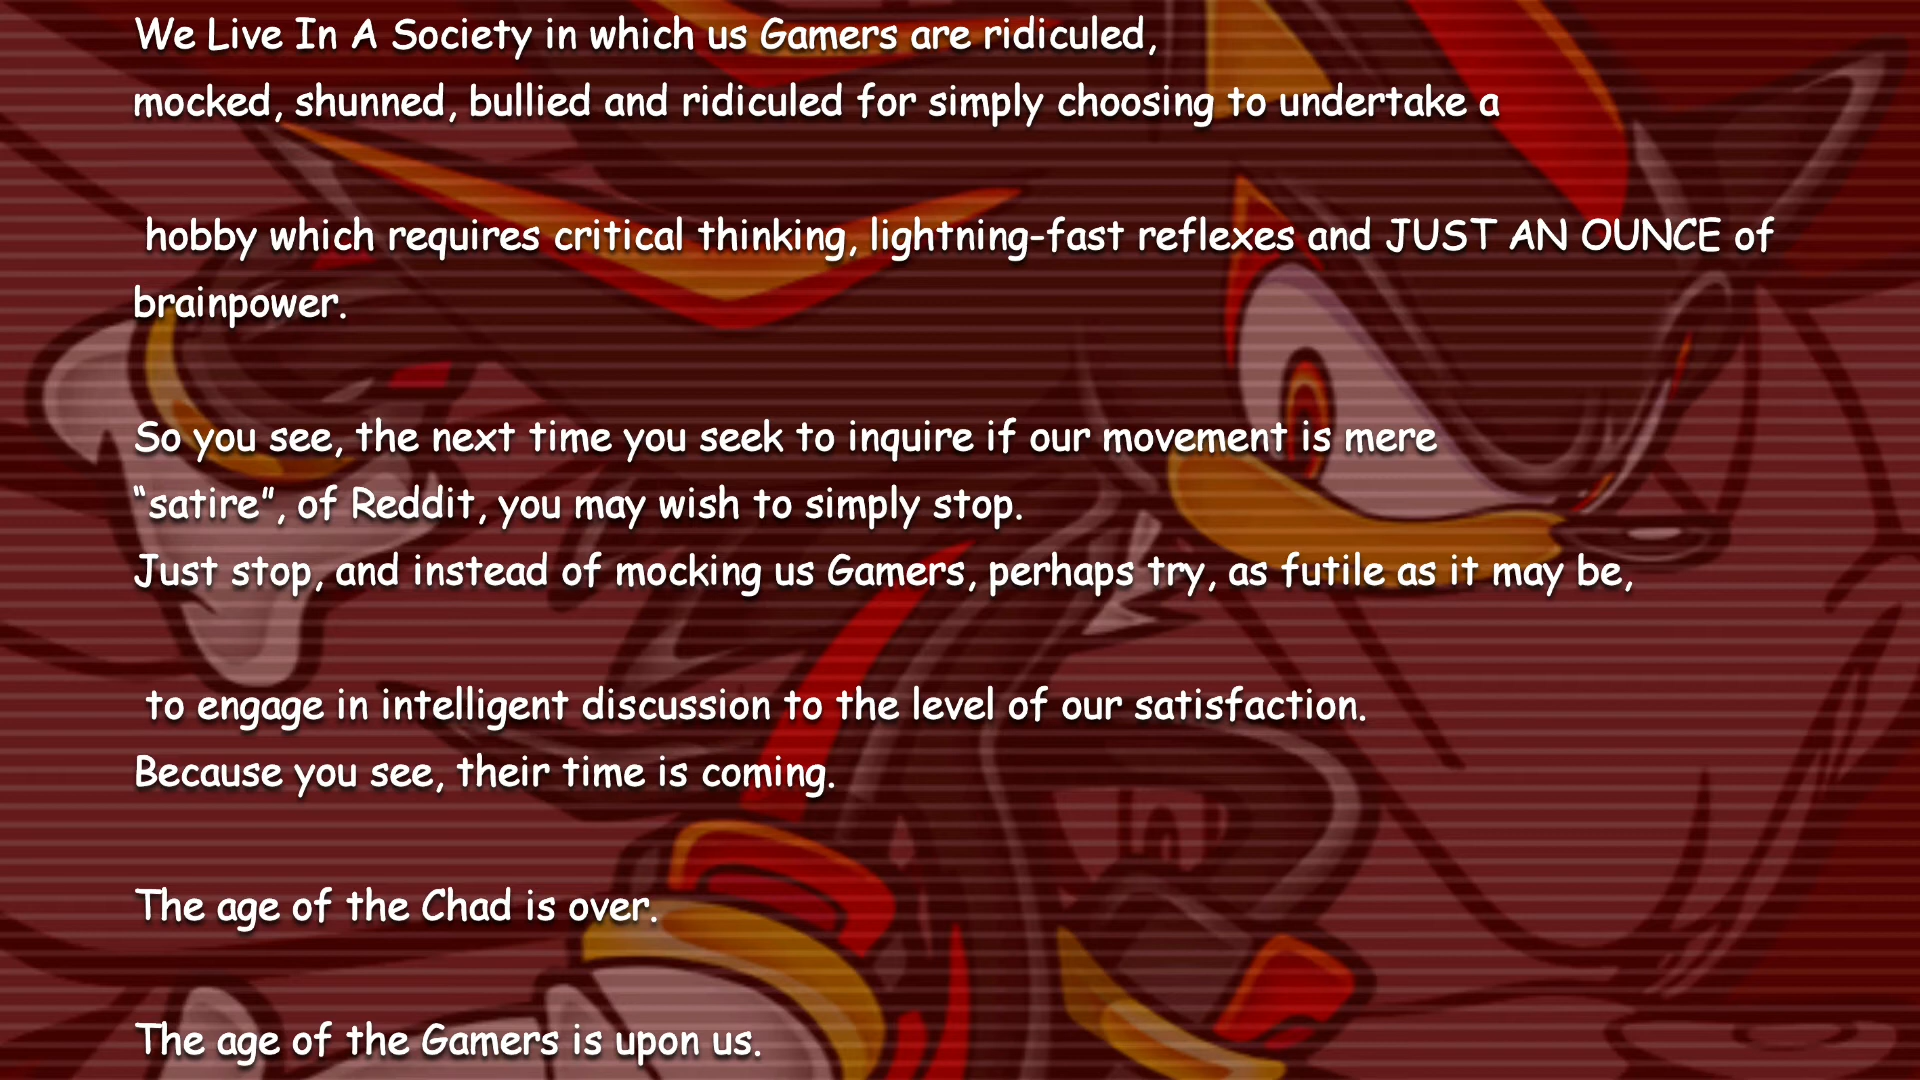 We Live In A Society in which us Gamers are ridiculed,
mocked, shunned, bullied and ridiculed for simply choosing to undertake a
hobby which requires critical thinking, lightning-fast reflexes and JUST AN OUNCE of
brainpower.
So you see, the next time you seek to inquire if our movement is mere
“satire”, of Reddit, you may wish to simply stop.
Just stop, and instead of mocking us Gamers, perhaps try, as futile as it may be,
to engage in intelligent discussion to the level of our satisfaction.
Because you see, their time is coming.
The age of the Chad is over.
The age of the Gamers is upon us.